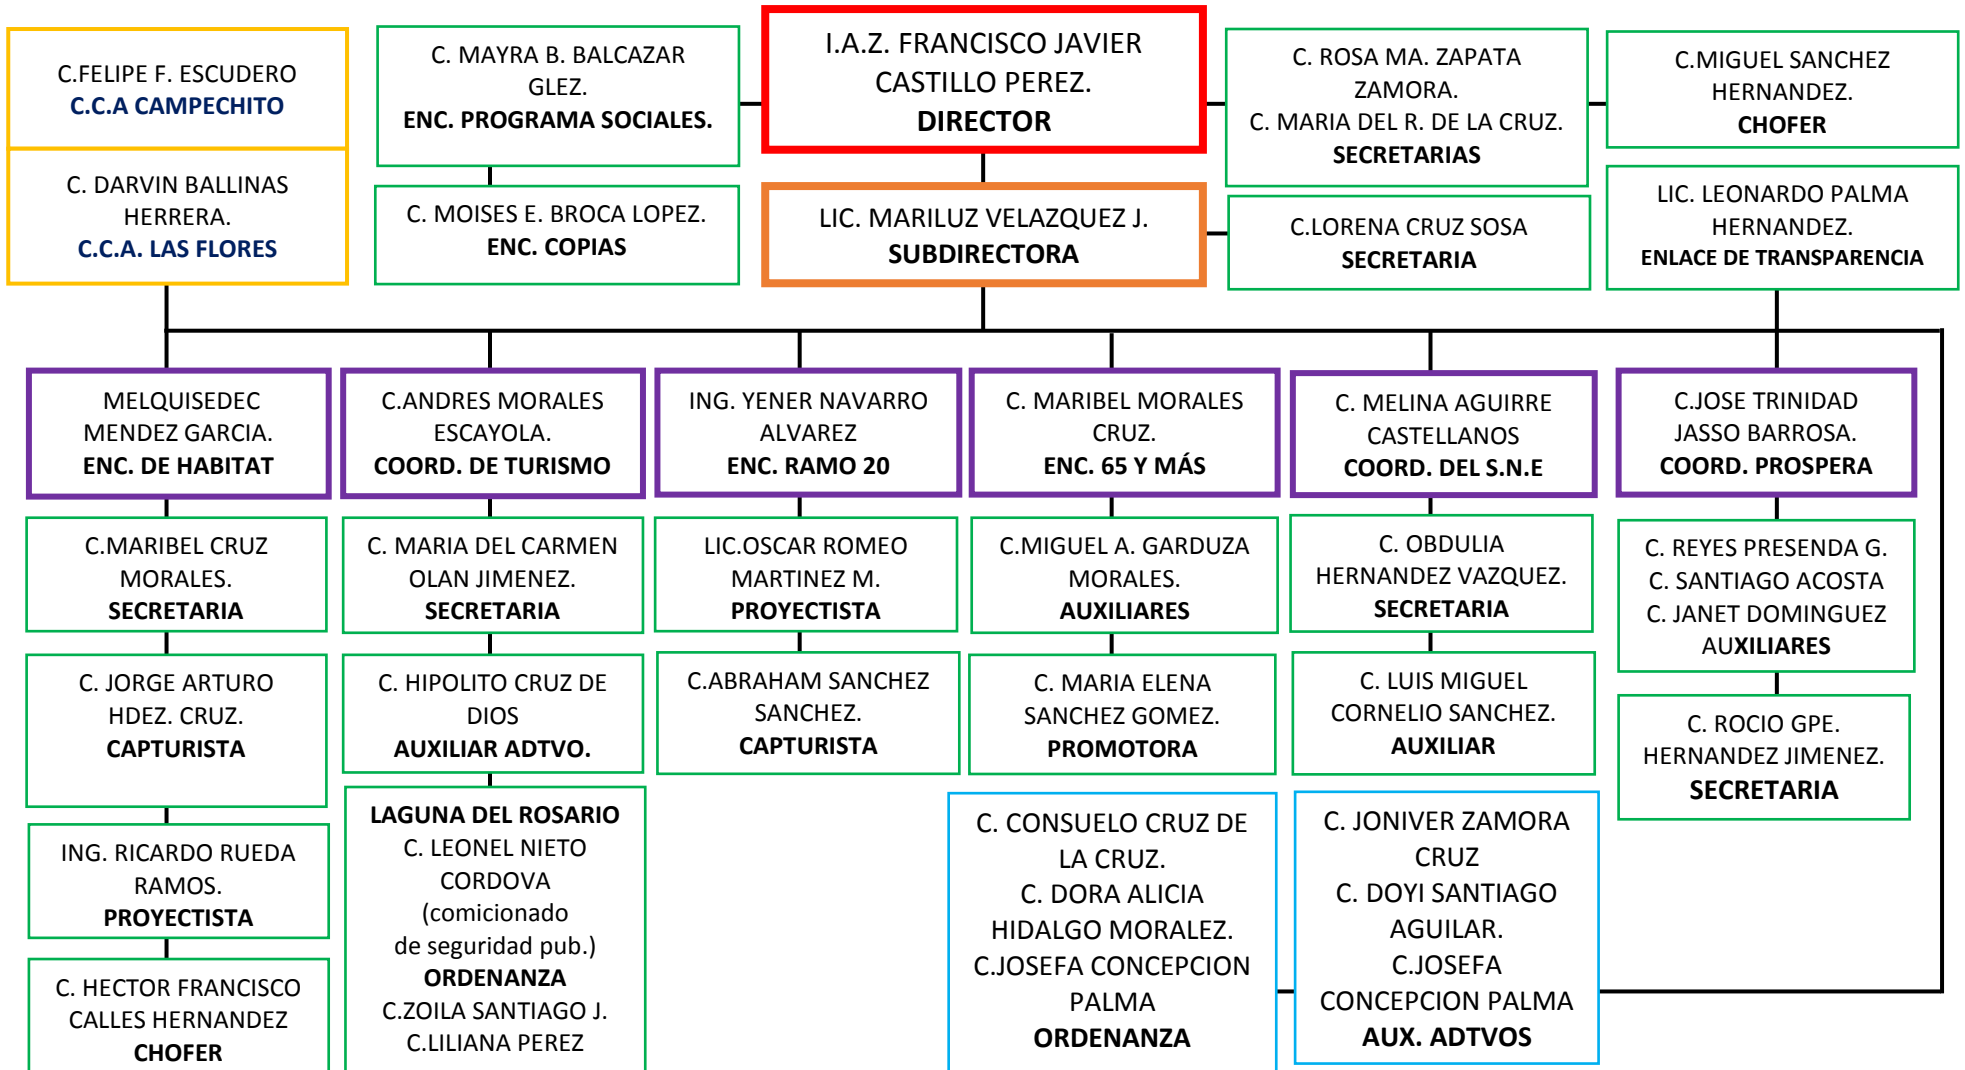 C.FELIPE F. ESCUDERO
C.C.A CAMPECHITO
C. DARVIN BALLINAS
HERRERA.
C.C.A. LAS FLORES
C. MAYRA B. BALCAZAR
GLEZ.
ENC. PROGRAMA SOCIALES.
C. MOISES E. BROCA LOPEZ.
ENC. COPIAS
I.A.Z. FRANCISCO JAVIER
CASTILLO PEREZ.
DIRECTOR
LIC. MARILUZ VELAZQUEZ J.
SUBDIRECTORA
C. ROSA MA. ZAPATA
ZAMORA.
C. MARIA DEL R. DE LA CRUZ.
SECRETARIAS
C.LORENA CRUZ SOSA
SECRETARIA
C.MIGUEL SANCHEZ
HERNANDEZ.
CHOFER
LIC. LEONARDO PALMA
HERNANDEZ.
ENLACE DE TRANSPARENCIA
MELQUISEDEC
MENDEZ GARCIA.
ENC. DE HABITAT
C.ANDRES MORALES
ESCAYOLA.
COORD. DE TURISMO
ING. YENER NAVARRO
ALVAREZ
ENC. RAMO 20
C. MARIBEL MORALES
CRUZ.
ENC. 65 Y MÁS
C. MELINA AGUIRRE
CASTELLANOS
COORD. DEL S.N.E
C.JOSE TRINIDAD
JASSO BARROSA.
COORD. PROSPERA
C.MARIBEL CRUZ
MORALES.
SECRETARIA
C. MARIA DEL CARMEN
OLAN JIMENEZ.
SECRETARIA
LIC.OSCAR ROMEO
MARTINEZ M.
PROYECTISTA
C.MIGUEL A. GARDUZA
MORALES.
AUXILIARES
C. OBDULIA
HERNANDEZ VAZQUEZ.
SECRETARIA
C. REYES PRESENDA G.
C. SANTIAGO ACOSTA
C. JANET DOMINGUEZ
AUXILIARES
C. JORGE ARTURO
HDEZ. CRUZ.
CAPTURISTA
C. HIPOLITO CRUZ DE
DIOS
AUXILIAR ADTVO.
C.ABRAHAM SANCHEZ
SANCHEZ.
CAPTURISTA
C. MARIA ELENA
SANCHEZ GOMEZ.
PROMOTORA
C. LUIS MIGUEL
CORNELIO SANCHEZ.
AUXILIAR
C. ROCIO GPE.
HERNANDEZ JIMENEZ.
SECRETARIA
ING. RICARDO RUEDA
RAMOS.
PROYECTISTA
LAGUNA DEL ROSARIO
C. LEONEL NIETO
CORDOVA
(comicionado
de seguridad pub.)
ORDENANZA
C.ZOILA SANTIAGO J.
C.LILIANA PEREZ
C. CONSUELO CRUZ DE
LA CRUZ.
C. DORA ALICIA
HIDALGO MORALEZ.
C.JOSEFA CONCEPCION
PALMA
ORDENANZA
C. JONIVER ZAMORA
CRUZ
C. DOYI SANTIAGO
AGUILAR.
C.JOSEFA
CONCEPCION PALMA
AUX. ADTVOS
C. HECTOR FRANCISCO
CALLES HERNANDEZ
CHOFER